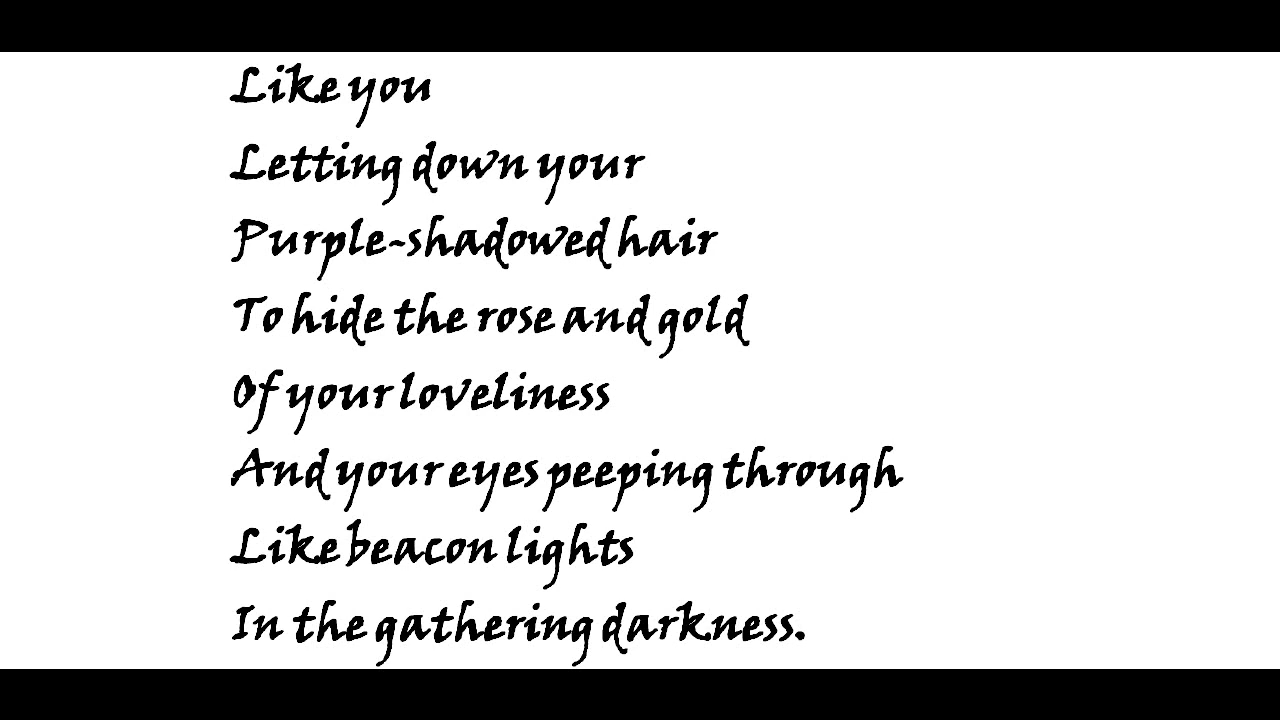 Like you
Letting down your
Purple-shadowed hair
To hide the rose and gold
Of your loveliness
And your eyes peeping through
Like beacon lights
In the gathering darkness.